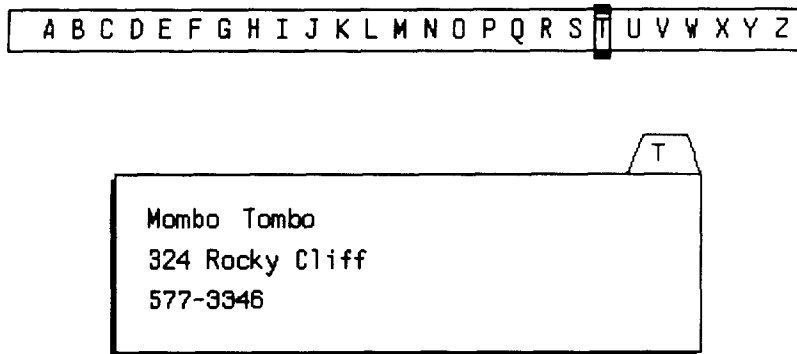 A B C D E F G H I J K L M N O P Q R S T U V W X Y Z
T
Mombo Tombo
324 Rocky Cliff
577-3346